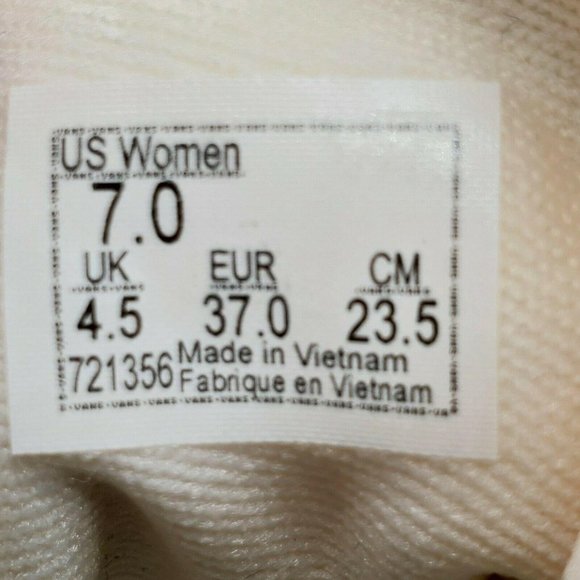 US Women
7.0
UK EUR CM
4.5 37.0 23.5
721356 Made in Vietnam
Fabrique en Vietnam